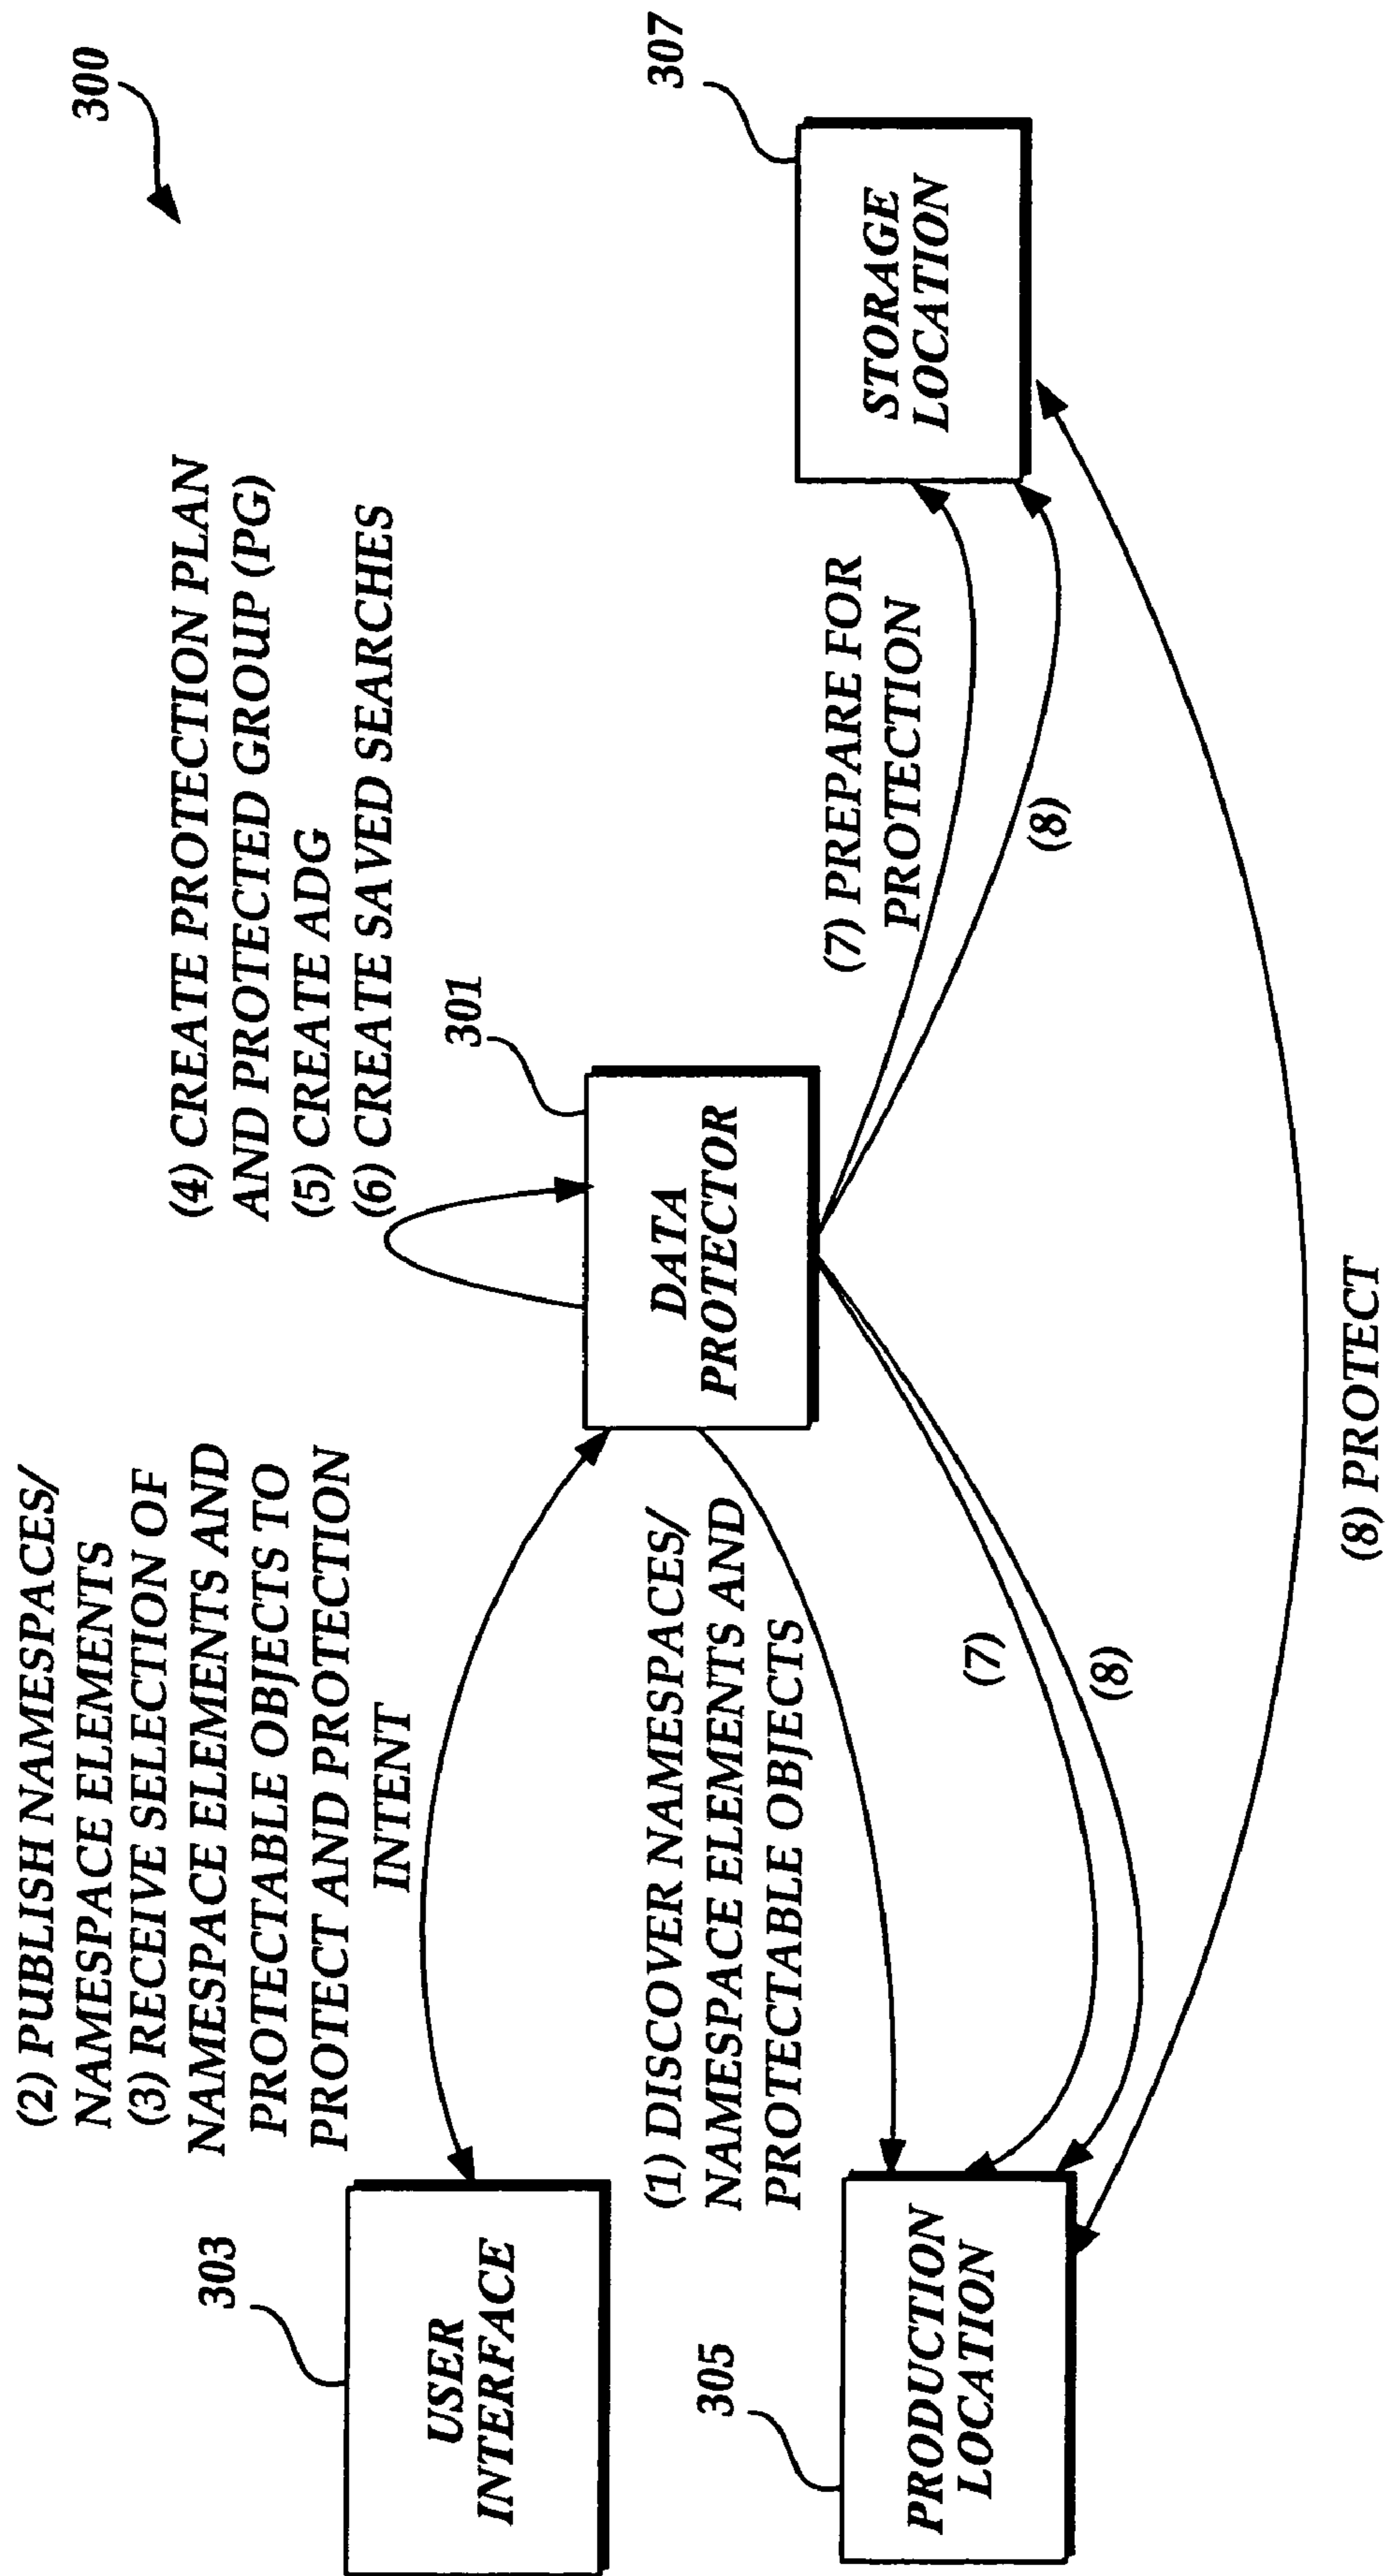 300
(2) PUBLISH NAMESPACES/
NAMESPACE ELEMENTS
(3) RECEIVE SELECTION OF
NAMESPACE ELEMENTS AND
PROTECTABLE OBJECTS TO
PROTECT AND PROTECTION
INTENT
(4) CREATE PROTECTION PLAN
AND PROTECTED GROUP (PG)
(5) CREATE ADG
(6) CREATE SAVED SEARCHES
303
USER
INTERFACE
301
DATA
PROTECTOR
307
STORAGE
LOCATION
(1) DISCOVER NAMESPACES/
NAMESPACE ELEMENTS AND
PROTECTABLE OBJECTS
(7) PREPARE FOR
PROTECTION
305
PRODUCTION
LOCATION
(7)
(8)
(8)
(8) PROTECT